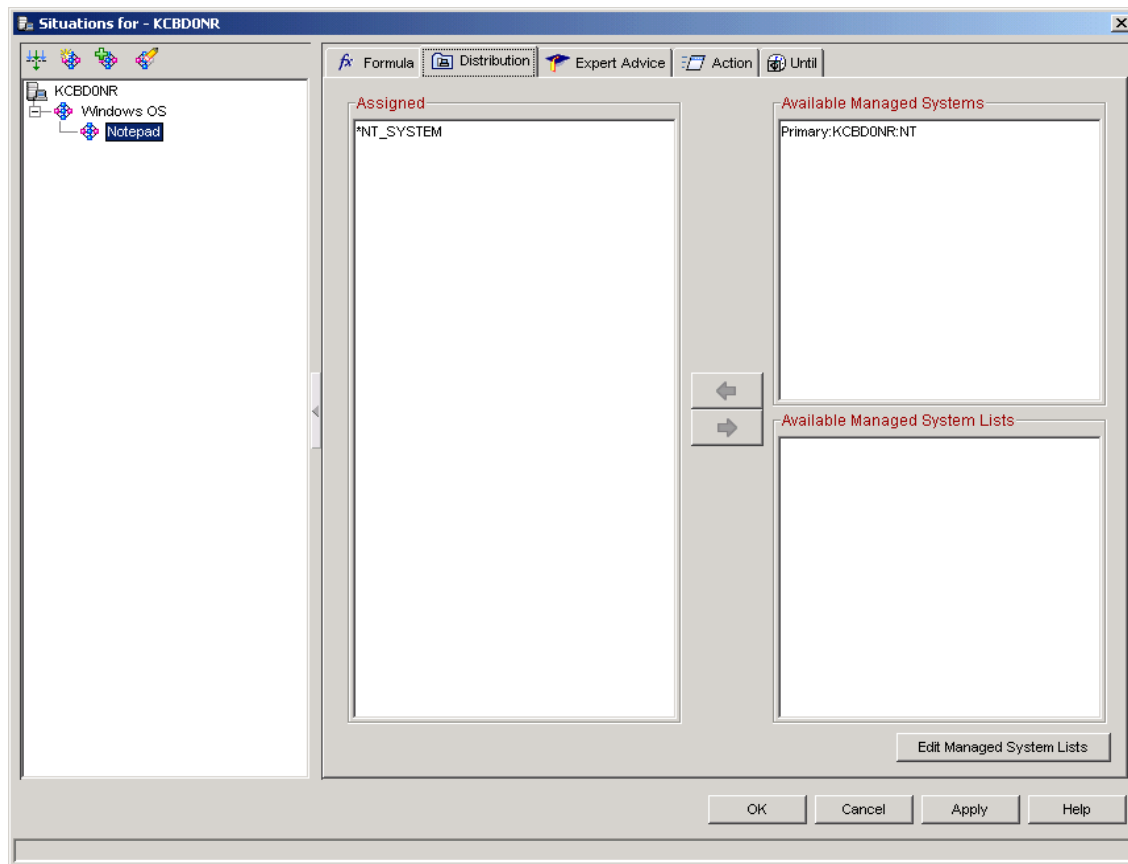 Situations for - KCBD0NR
KCBD0NR
Windows OS
Notepad
Formula
Distribution
Expert Advice
Action
Until
Assigned
*NT_SYSTEM
Available Managed Systems
Primary:KCBD0NR:NT
Available Managed System Lists
Edit Managed System Lists
OK
Cancel
Apply
Help